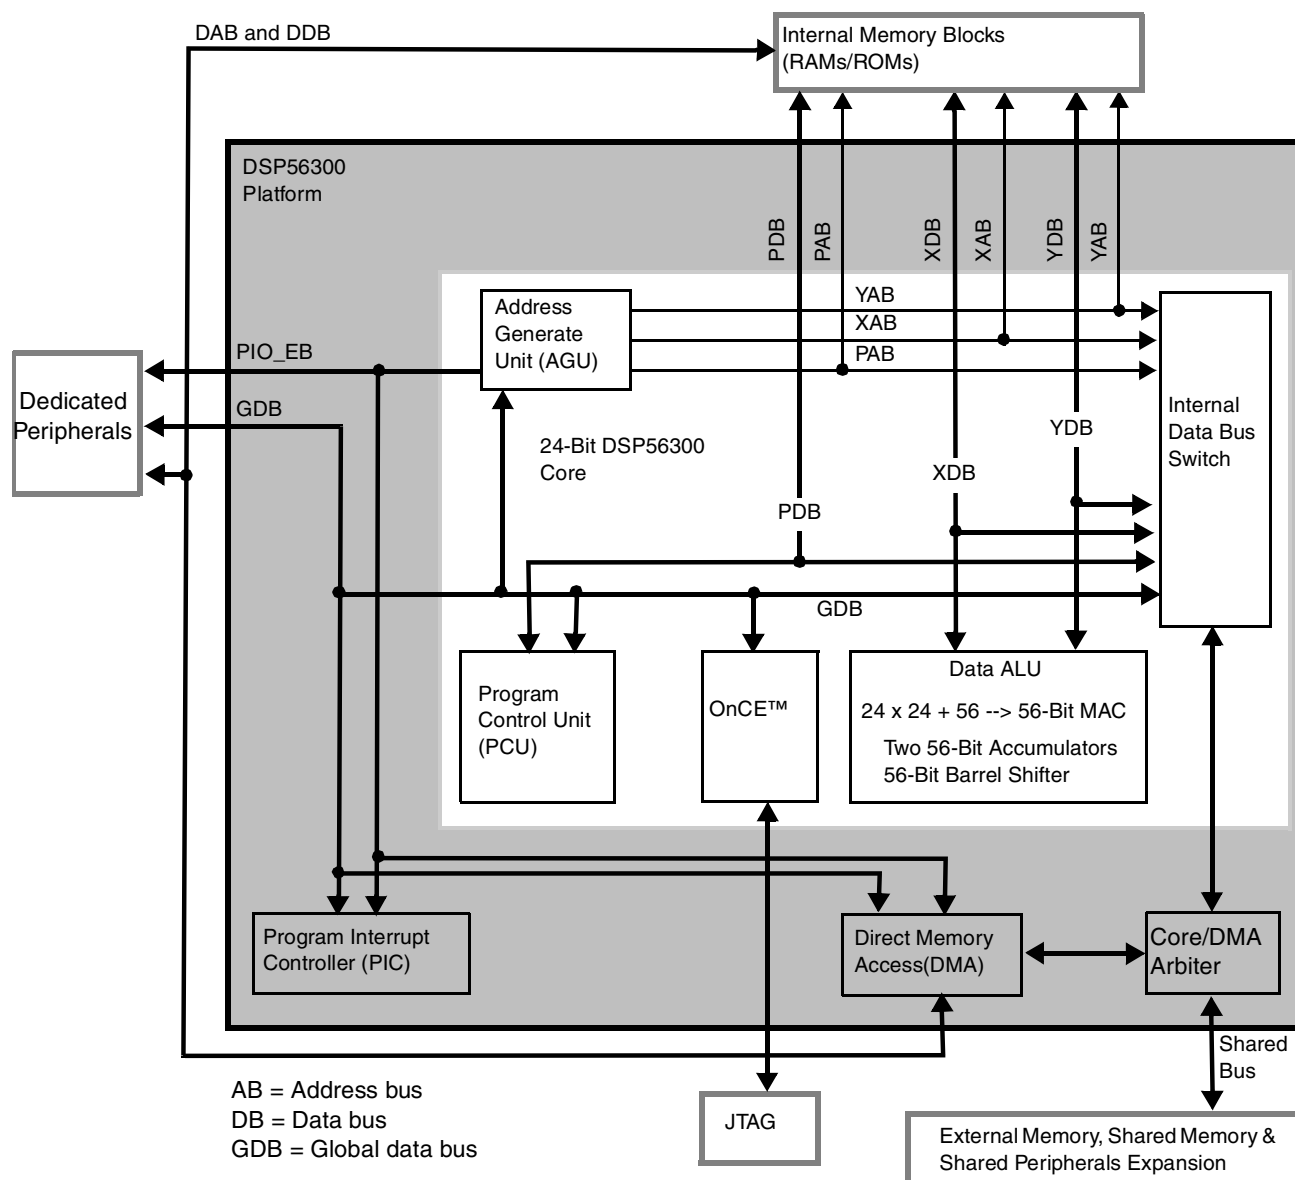 DAB and DDB
Internal Memory Blocks
(RAMs/ROMs)
DSP56300
Platform
PDB
PAB
XDB
XAB
YDB
YAB
Address
Generate
Unit (AGU)
YAB
XAB
PAB
PIO_EB
GDB
Dedicated
Peripherals
24-Bit DSP56300
Core
Internal
Data Bus
Switch
YDB
XDB
PDB
GDB
Program
Control Unit
(PCU)
OnCE™
Data ALU
24 x 24 + 56 --> 56-Bit MAC
Two 56-Bit Accumulators
56-Bit Barrel Shifter
Program Interrupt
Controller (PIC)
Direct Memory
Access(DMA)
Core/DMA
Arbiter
Shared
Bus
AB = Address bus
DB = Data bus
GDB = Global data bus
JTAG
External Memory, Shared Memory &
Shared Peripherals Expansion